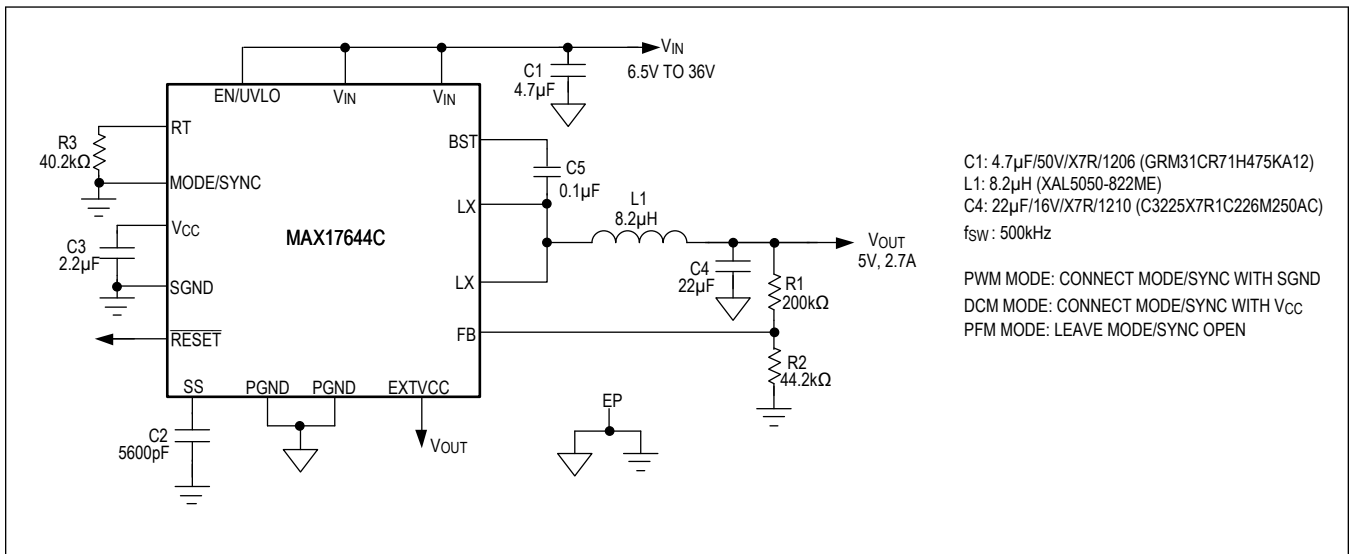 VIN
6.5V TO 36V
C1
4.7µF
EN/UVLO
VIN
VIN
RT
R3
40.2kΩ
MODE/SYNC
BST
C5
0.1µF
LX
VCC
C3
2.2µF
MAX17644C
L1
8.2µH
VOUT
5V, 2.7A
C4
22µF
R1
200kΩ
LX
SGND
RESET
FB
R2
44.2kΩ
SS
PGND
PGND
EXTVCC
C2
5600pF
VOUT
EP
C1: 4.7µF/50V/X7R/1206 (GRM31CR71H475KA12)
L1: 8.2µH (XAL5050-822ME)
C4: 22µF/16V/X7R/1210 (C3225X7R1C226M250AC)
fSW : 500kHz
PWM MODE: CONNECT MODE/SYNC WITH SGND
DCM MODE: CONNECT MODE/SYNC WITH VCC
PFM MODE: LEAVE MODE/SYNC OPEN